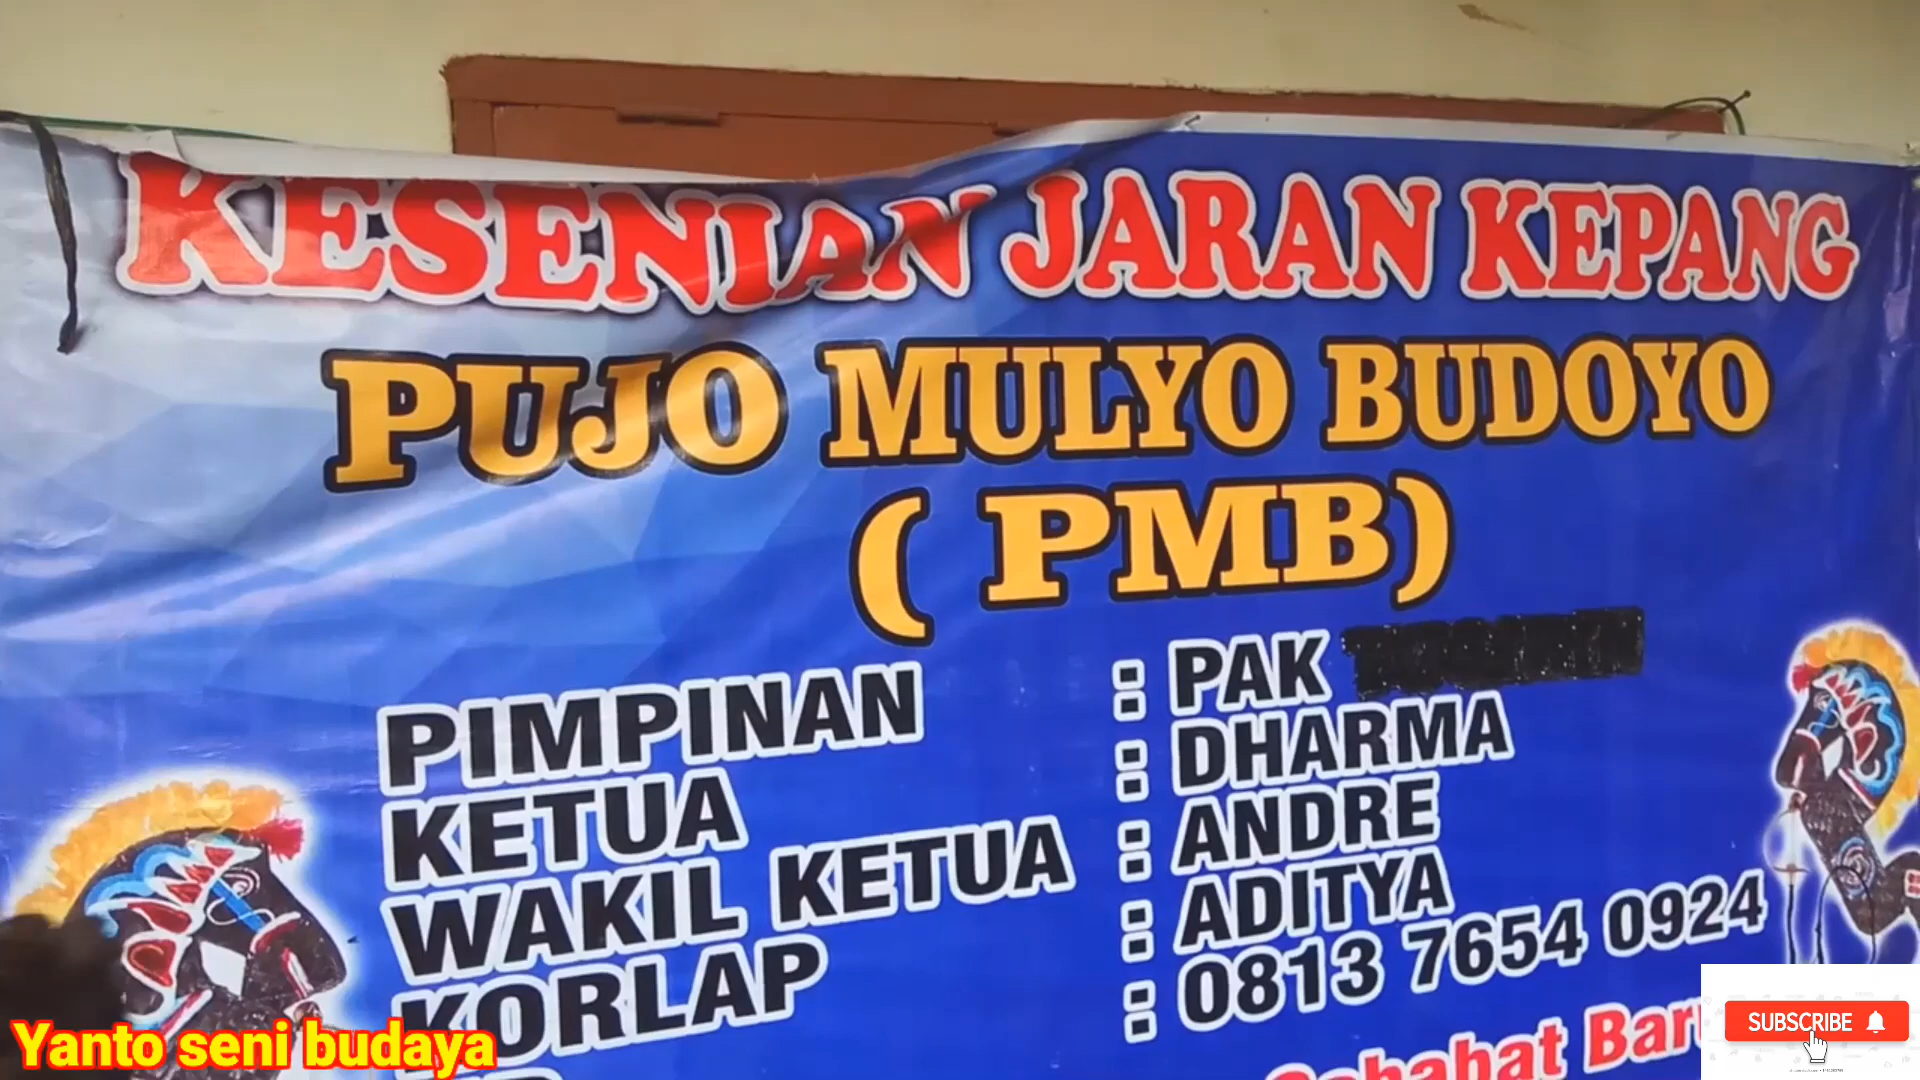 KESENIAN JARAN KEPANG
PUJO MULYO BUDOYO
( PMB)
PIMPINAN : PAK
KETUA : DHARMA
WAKIL KETUA : ANDRE
KORLAP : ADITYA
: 0813 7654 0924
Yanto seni budaya
SUBSCRIBE